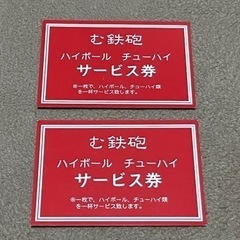 む鉄砲
ハイボール チューハイ
サービス券
※一枚で、ハイボール、チューハイ類
を一杯サービス致します。
む鉄砲
ハイボール チューハイ
サービス券
※一枚で、ハイボール、チューハイ類
を一杯サービス致します。